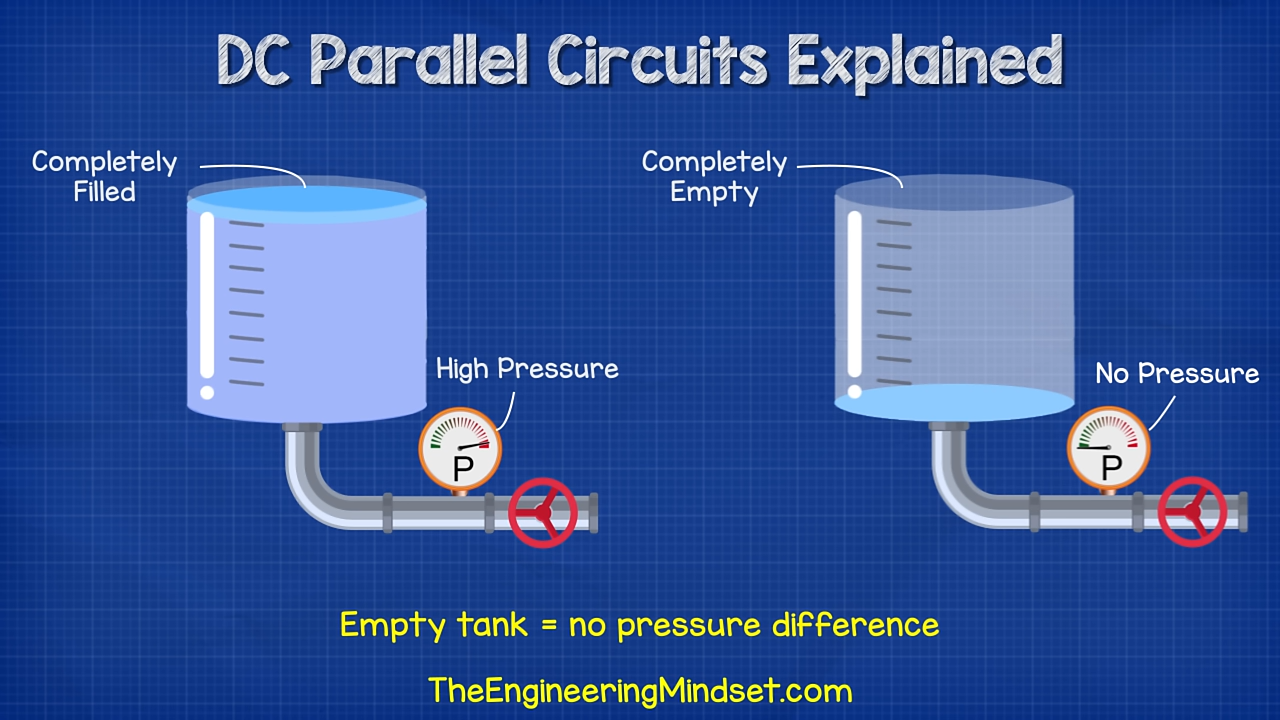 DC Parallel Circuits Explained
Completely
Filled
High Pressure
P
Completely
Empty
No Pressure
P
Empty tank = no pressure difference
TheEngineeringMindset.com